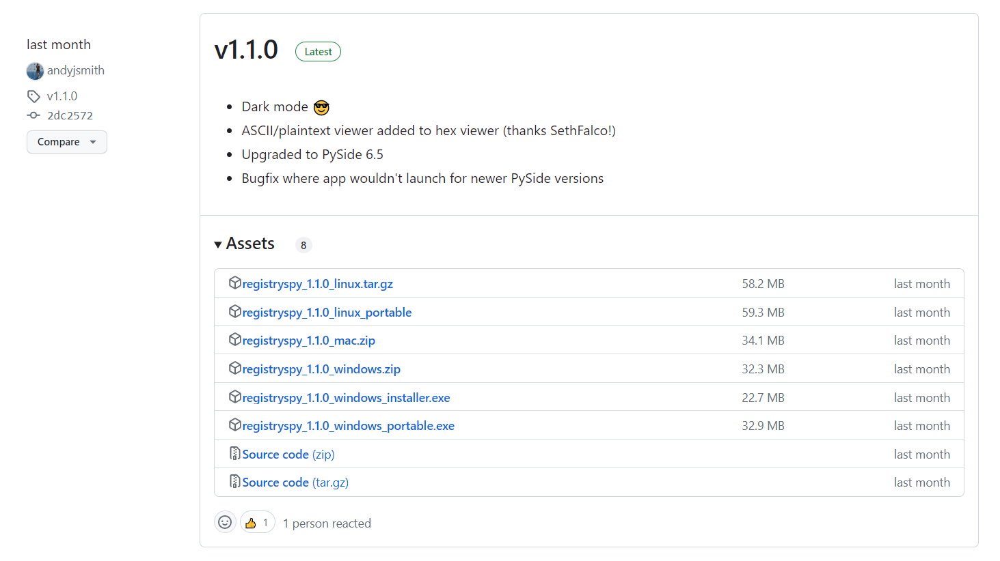 last month
andyjsmith
v1.1.0
2dc2572
Compare
v1.1.0 Latest
Dark mode 😎
ASCII/plaintext viewer added to hex viewer (thanks SethFalco!)
Upgraded to PySide 6.5
Bugfix where app wouldn't launch for newer PySide versions
Assets 8
registryspy_1.1.0_linux.tar.gz 58.2 MB last month
registryspy_1.1.0_linux_portable 59.3 MB last month
registryspy_1.1.0_mac.zip 34.1 MB last month
registryspy_1.1.0_windows.zip 32.3 MB last month
registryspy_1.1.0_windows_installer.exe 22.7 MB last month
registryspy_1.1.0_windows_portable.exe 32.9 MB last month
Source code (zip) last month
Source code (tar.gz) last month
👍 1 1 person reacted